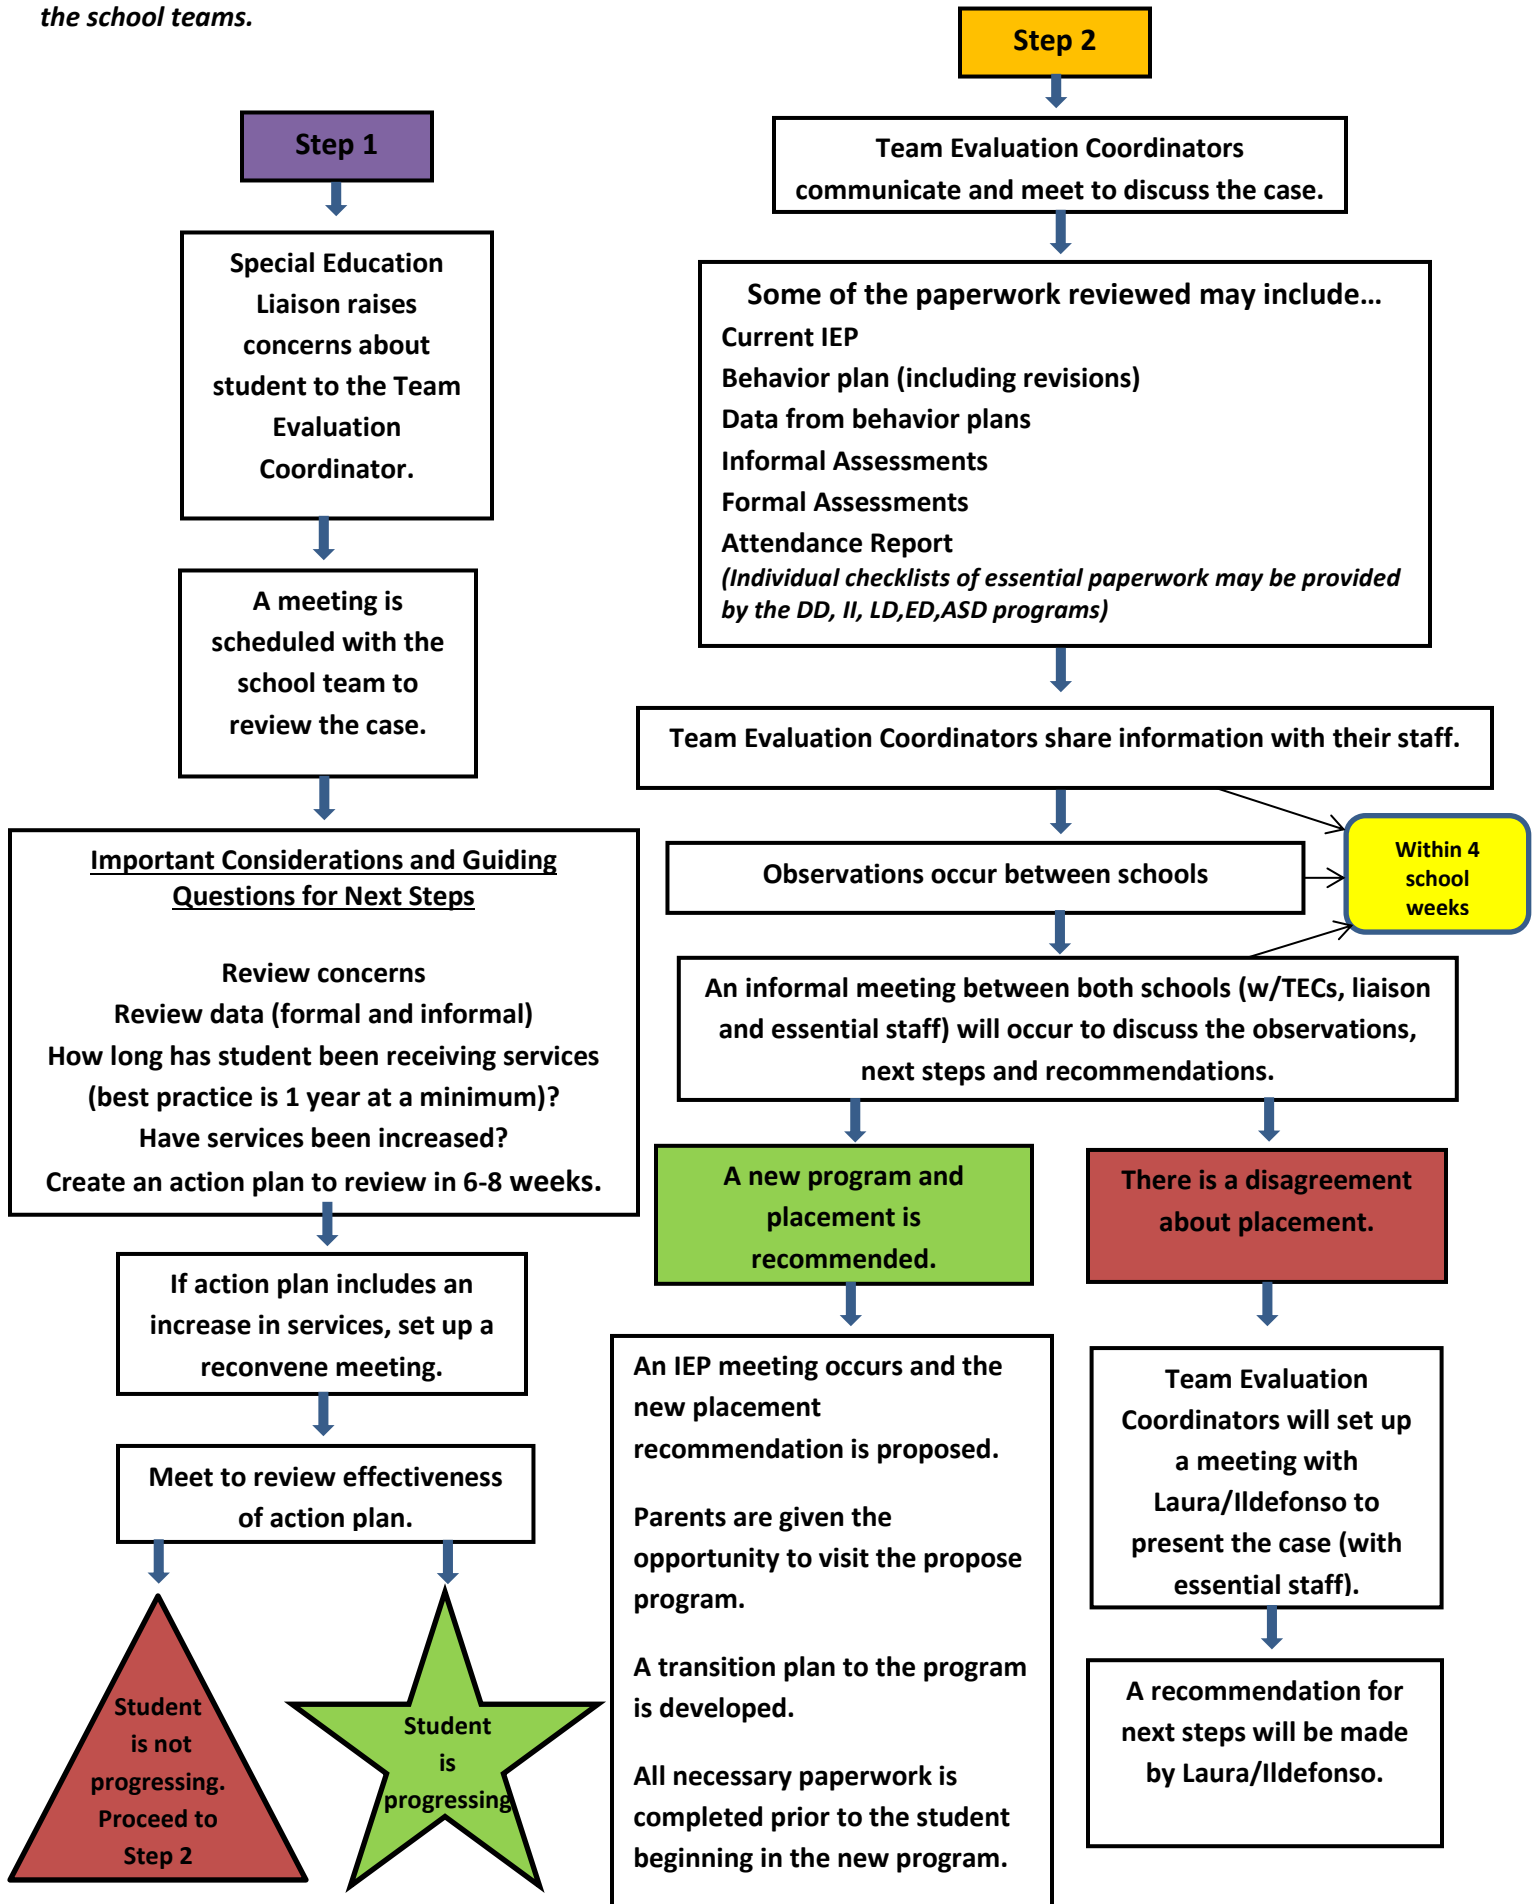 the school teams.
Step 1
Special Education
Liaison raises
concerns about
student to the Team
Evaluation
Coordinator.
A meeting is
scheduled with the
school team to
review the case.
Important Considerations and Guiding
Questions for Next Steps
Review concerns
Review data (formal and informal)
How long has student been receiving services
(best practice is 1 year at a minimum)?
Have services been increased?
Create an action plan to review in 6-8 weeks.
If action plan includes an
increase in services, set up a
reconvene meeting.
Meet to review effectiveness
of action plan.
Student
is not
progressing.
Proceed to
Step 2
Student
is
progressing
Step 2
Team Evaluation Coordinators
communicate and meet to discuss the case.
Some of the paperwork reviewed may include…
Current IEP
Behavior plan (including revisions)
Data from behavior plans
Informal Assessments
Formal Assessments
Attendance Report
(Individual checklists of essential paperwork may be provided
by the DD, II, LD,ED,ASD programs)
Team Evaluation Coordinators share information with their staff.
Observations occur between schools
Within 4
school
weeks
An informal meeting between both schools (w/TECs, liaison
and essential staff) will occur to discuss the observations,
next steps and recommendations.
A new program and
placement is
recommended.
An IEP meeting occurs and the
new placement
recommendation is proposed.
Parents are given the
opportunity to visit the propose
program.
A transition plan to the program
is developed.
All necessary paperwork is
completed prior to the student
beginning in the new program.
There is a disagreement
about placement.
Team Evaluation
Coordinators will set up
a meeting with
Laura/Ildefonso to
present the case (with
essential staff).
A recommendation for
next steps will be made
by Laura/Ildefonso.